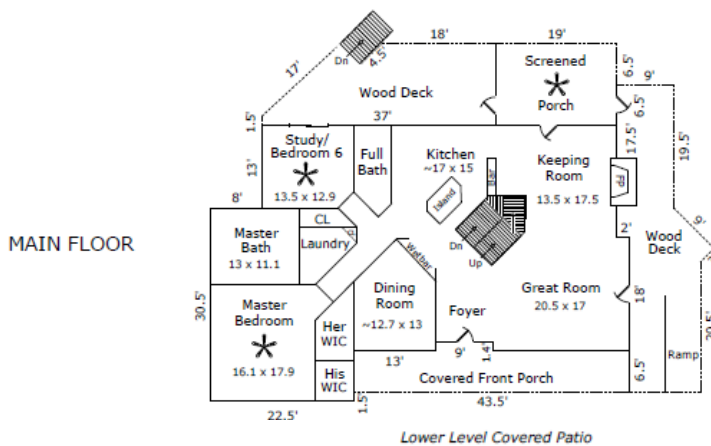 18'
19'
4.5'
Dn
17'
Screened
Porch
6.5'
9'
Wood Deck
6.5'
1.5'
37'
17.5'
Study/
Bedroom 6
13.5 x 12.9
Full
Bath
Kitchen
~17 x 15
Bar
Keeping
Room
13.5 x 17.5
FP
19.5'
13'
Island
8'
CL
2'
9'
MAIN FLOOR
Master
Bath
13 x 11.1
Laundry
Wetbar
Dn
Up
Wood
Deck
Dining
Room
~12.7 x 13
Great Room
20.5 x 17
18'
30.5'
Master
Bedroom
16.1 x 17.9
Her
WIC
Foyer
Ramp
13'
9'
1.4'
His
WIC
Covered Front Porch
6.5'
22.5'
1.5'
43.5'
Lower Level Covered Patio